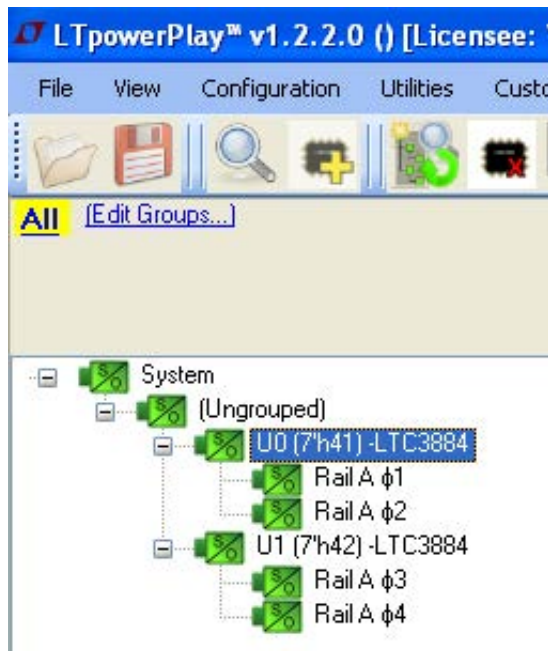 LTpowerPlay™ v1.2.2.0 () [Licensee:
File View Configuration Utilities Custo
All (Edit Groups...)
System
(Ungrouped)
U0 (7'h41) -LTC3884
Rail A ϕ1
Rail A ϕ2
U1 (7'h42) -LTC3884
Rail A ϕ3
Rail A ϕ4